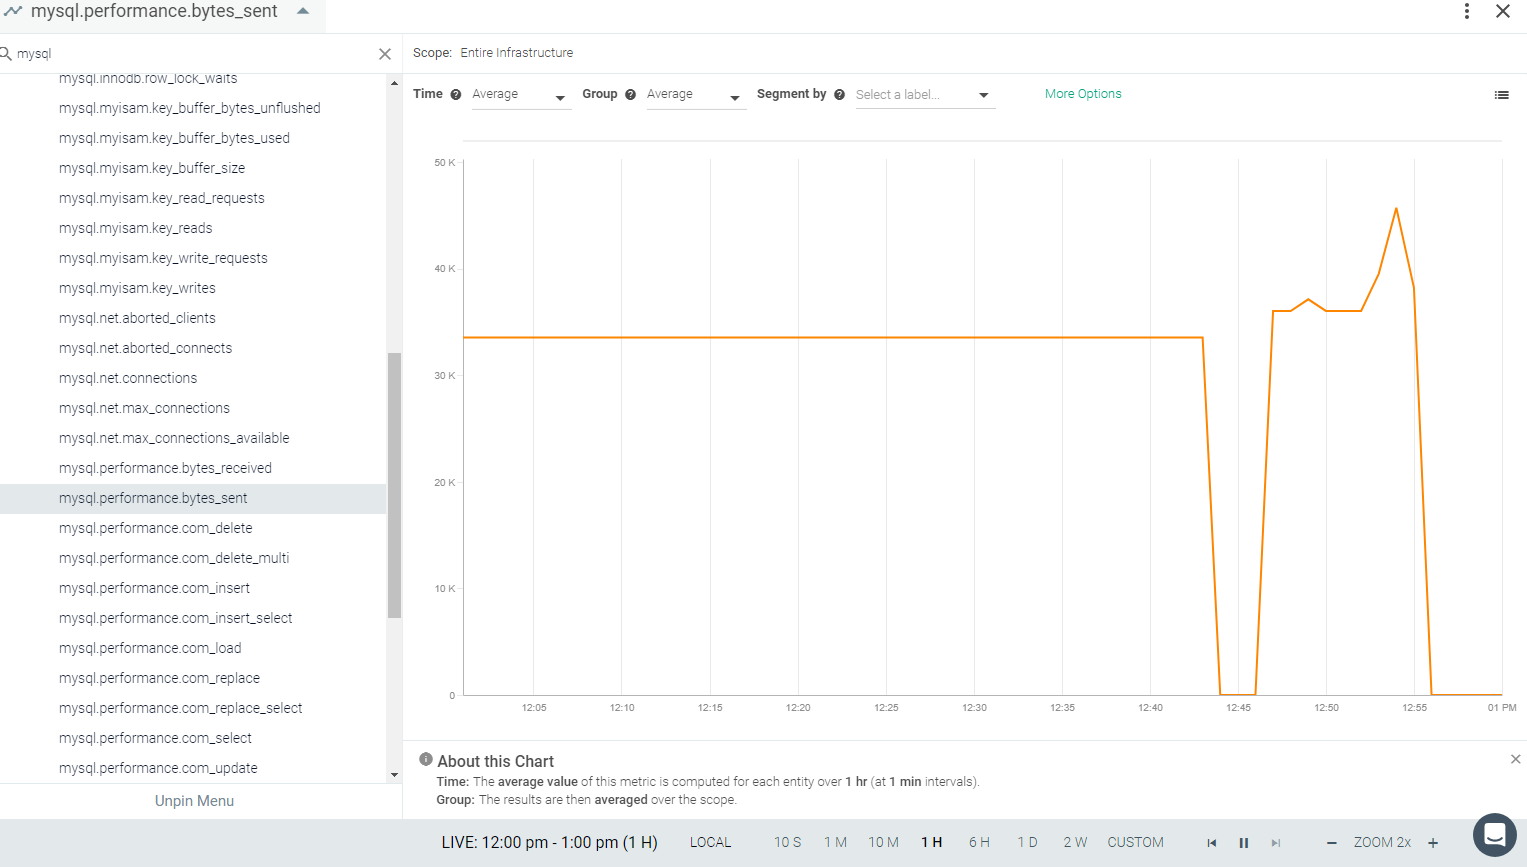 mysql.performance.bytes_sent
mysql
Scope: Entire Infrastructure
mysql.innodb.row_lock_waits
mysql.myisam.key_buffer_bytes_unflushed
mysql.myisam.key_buffer_bytes_used
mysql.myisam.key_buffer_size
mysql.myisam.key_read_requests
mysql.myisam.key_reads
mysql.myisam.key_write_requests
mysql.myisam.key_writes
mysql.net.aborted_clients
mysql.net.aborted_connects
mysql.net.connections
mysql.net.max_connections
mysql.net.max_connections_available
mysql.performance.bytes_received
mysql.performance.bytes_sent
mysql.performance.com_delete
mysql.performance.com_delete_multi
mysql.performance.com_insert
mysql.performance.com_insert_select
mysql.performance.com_load
mysql.performance.com_replace
mysql.performance.com_replace_select
mysql.performance.com_select
mysql.performance.com_update
Unpin Menu
Time ? Average Group ? Average Segment by ? Select a label... More Options
50 K
40 K
30 K
20 K
10 K
0
12:05 12:10 12:15 12:20 12:25 12:30 12:35 12:40 12:45 12:50 12:55 01 PM
About this Chart
Time: The average value of this metric is computed for each entity over 1 hr (at 1 min intervals).
Group: The results are then averaged over the scope.
LIVE: 12:00 pm - 1:00 pm (1 H) LOCAL 10 S 1 M 10 M 1 H 6 H 1 D 2 W CUSTOM ZOOM 2x